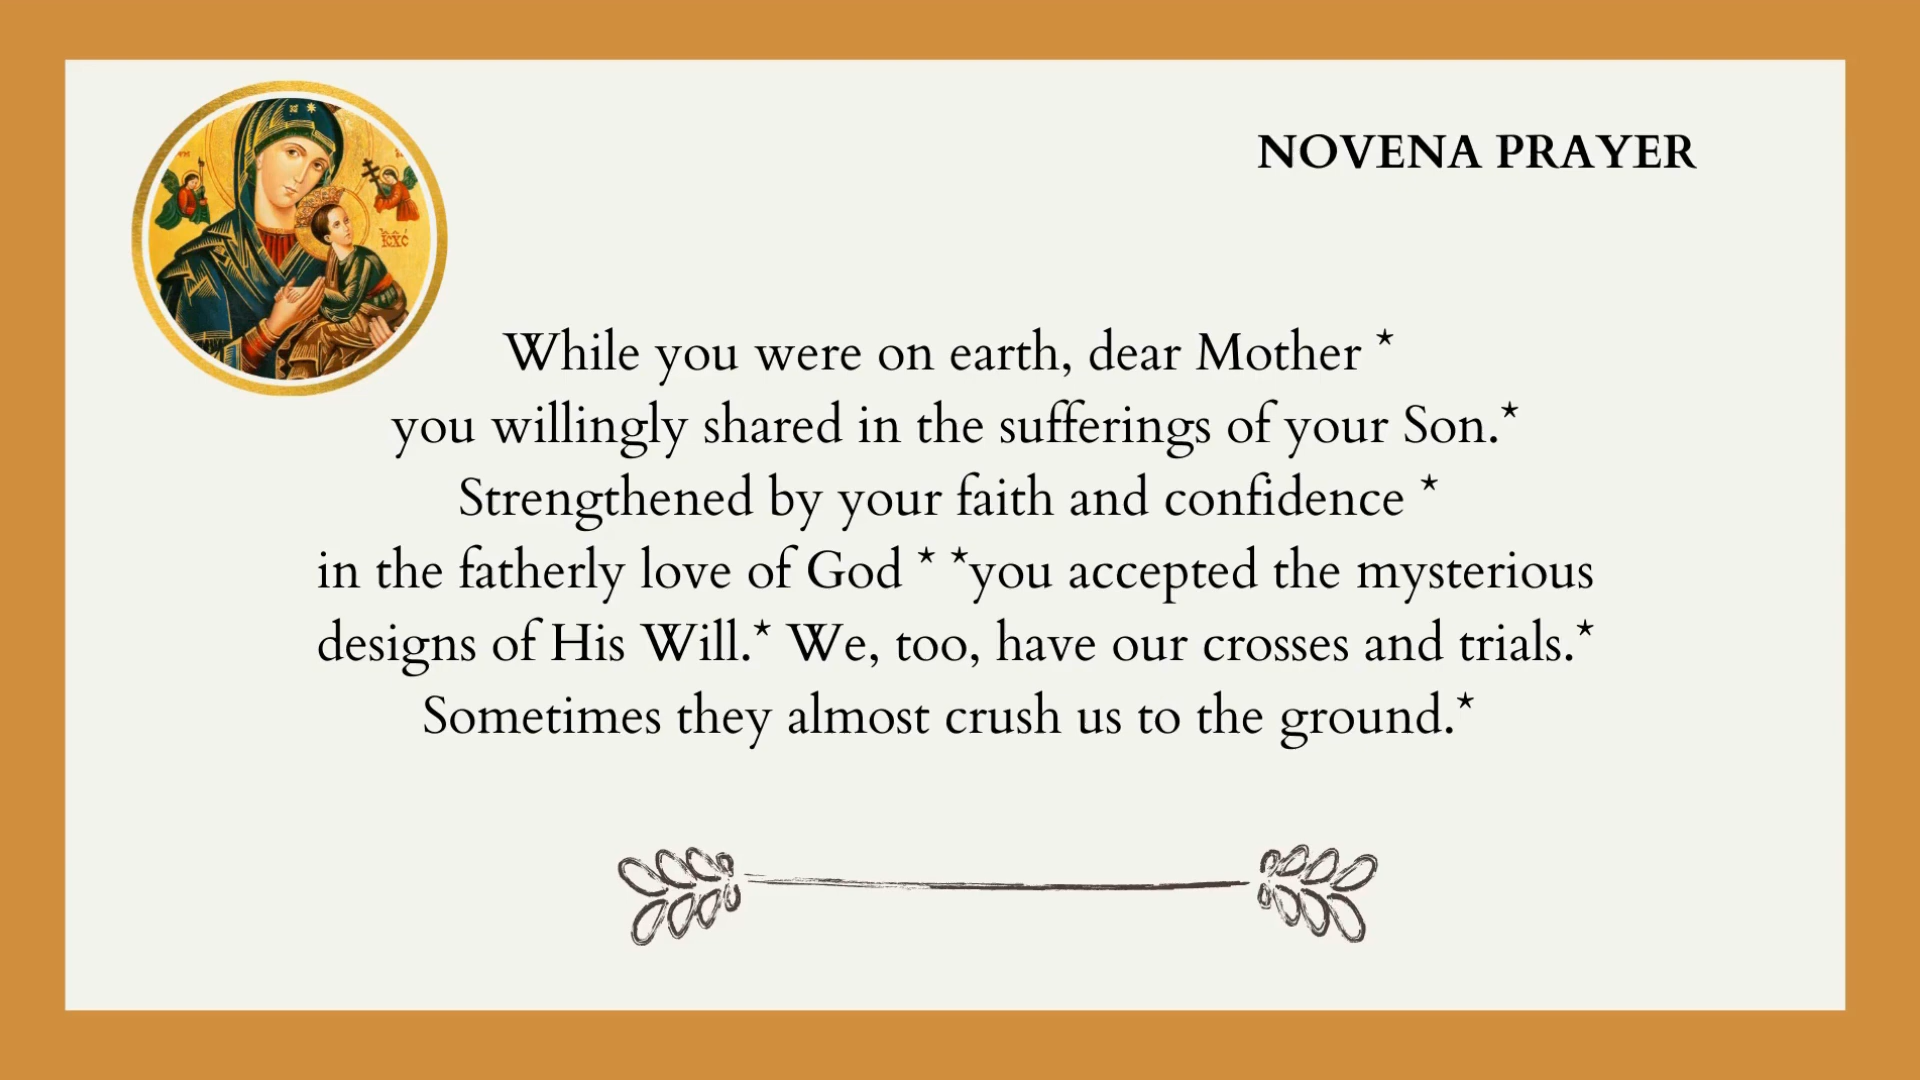 NOVENA PRAYER
While you were on earth, dear Mother *
you willingly shared in the sufferings of your Son.*
Strengthened by your faith and confidence *
in the fatherly love of God * *you accepted the mysterious
designs of His Will.* We, too, have our crosses and trials.*
Sometimes they almost crush us to the ground.*